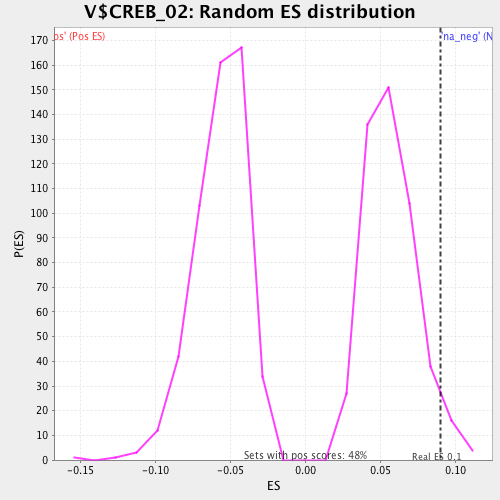 V$CREB_02: Random ES distribution
os' (Pos ES)
'na_neg' (N
170
160
150
140
130
120
110
100
90
80
70
60
50
40
30
20
10
0
P(ES)
Sets with pos scores: 48%
Real ES 0.1
-0.15 -0.10 -0.05 0.00 0.05 0.10
ES